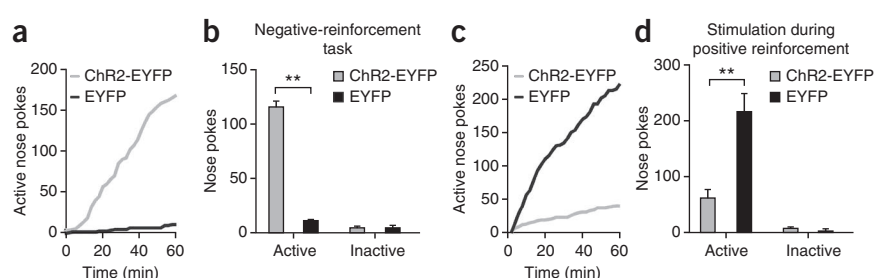 a
200
150
100
50
0
Active nose pokes
ChR2-EYFP
EYFP
0 20 40 60
Time (min)
b
Negative-reinforcement
task
150
100
50
0
Nose pokes
**
ChR2-EYFP
EYFP
Active Inactive
c
250
200
150
100
50
0
Active nose pokes
0 20 40 60
Time (min)
d
Stimulation during
positive reinforcement
300
200
100
0
Nose pokes
**
ChR2-EYFP
EYFP
Active Inactive